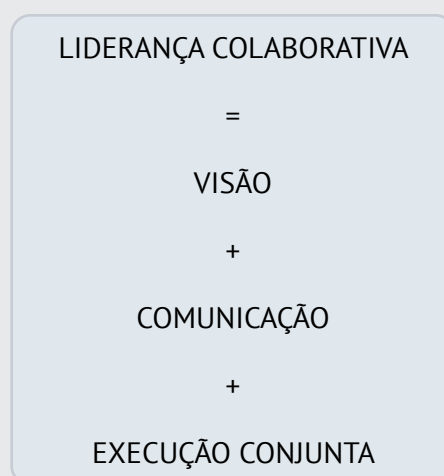 LIDERANÇA COLABORATIVA
=
VISÃO
+
COMUNICAÇÃO
+
EXECUÇÃO CONJUNTA